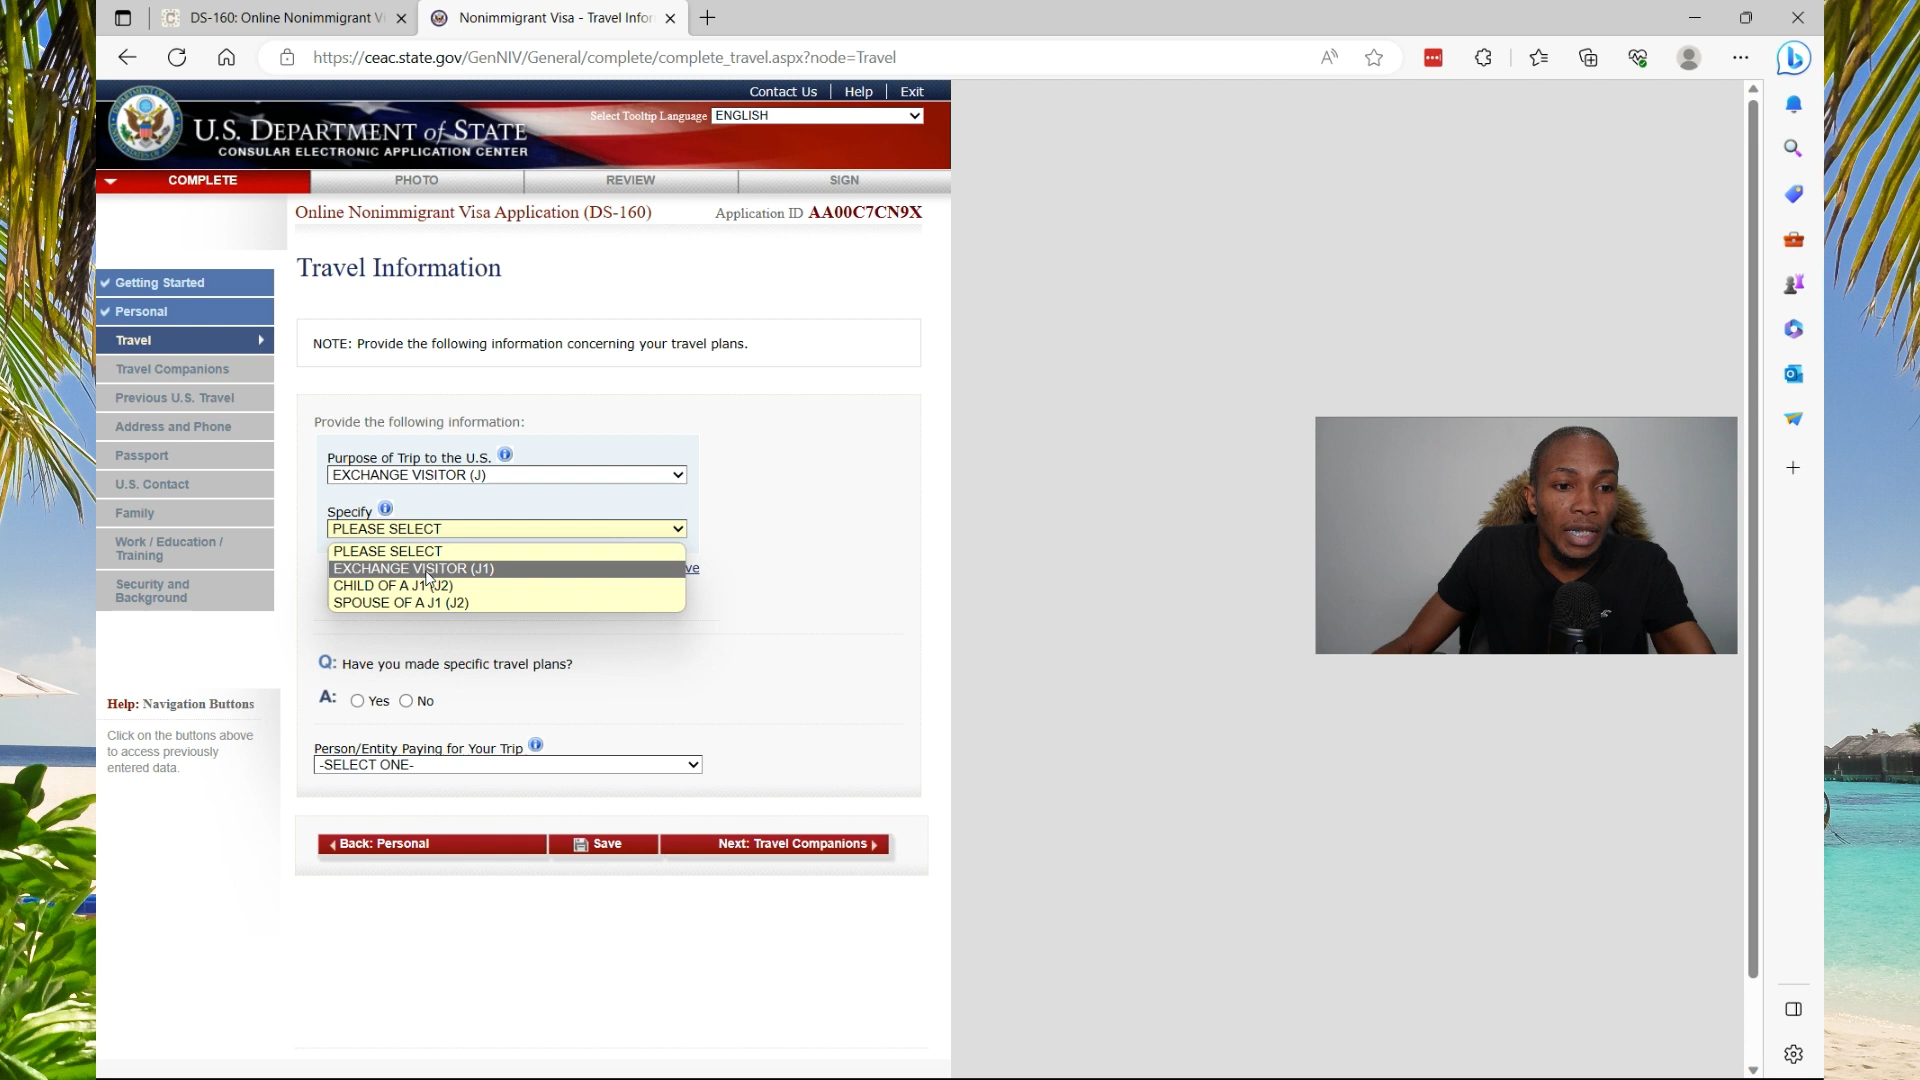 DS-160: Online Nonimmigrant Vi
Nonimmigrant Visa - Travel Infor
https://ceac.state.gov/GenNIV/General/complete/complete_travel.aspx?node=Travel
Contact Us
Help
Exit
Select Tooltip Language
ENGLISH
U.S. DEPARTMENT of STATE
CONSULAR ELECTRONIC APPLICATION CENTER
COMPLETE
PHOTO
REVIEW
SIGN
Online Nonimmigrant Visa Application (DS-160)
Application ID AA00C7CN9X
Travel Information
Getting Started
Personal
Travel
Travel Companions
Previous U.S. Travel
Address and Phone
Passport
U.S. Contact
Family
Work / Education /
Training
Security and
Background
Help: Navigation Buttons
Click on the buttons above
to access previously
entered data.
NOTE: Provide the following information concerning your travel plans.
Provide the following information:
Purpose of Trip to the U.S.
EXCHANGE VISITOR (J)
Specify
PLEASE SELECT
PLEASE SELECT
EXCHANGE VISITOR (J1)
CHILD OF A J1 (J2)
SPOUSE OF A J1 (J2)
ve
Q: Have you made specific travel plans?
A: Yes No
Person/Entity Paying for Your Trip
-SELECT ONE-
Back: Personal
Save
Next: Travel Companions